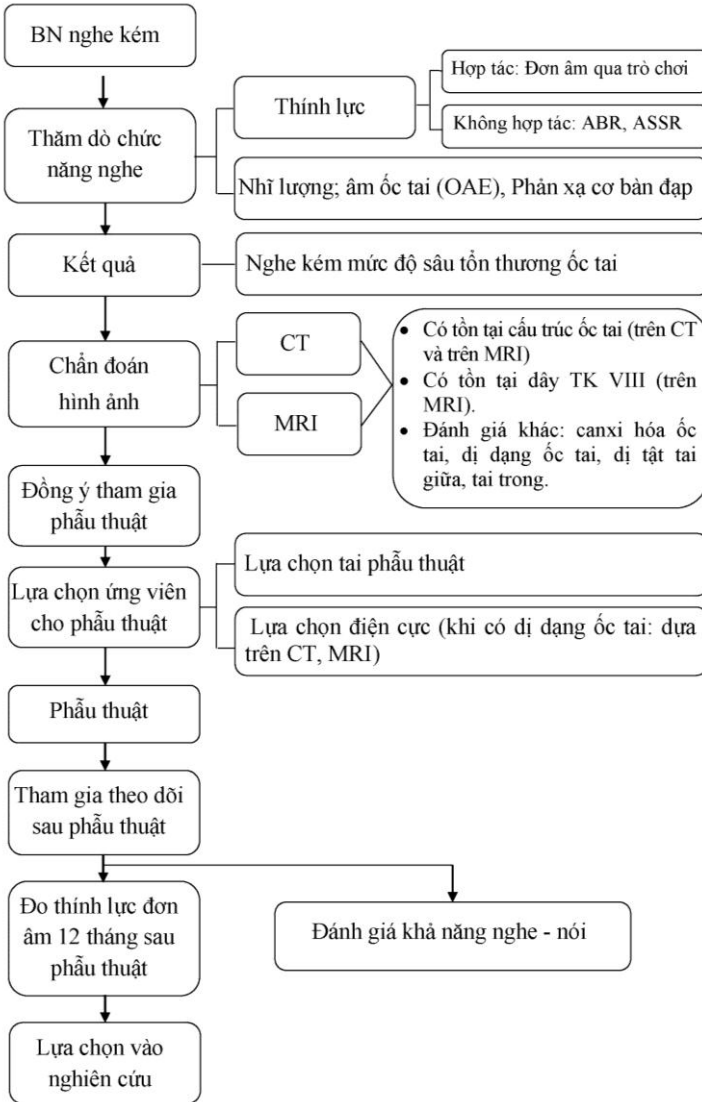 BN nghe kém
Hợp tác: Đơn âm qua trò chơi
Thính lực
Không hợp tác: ABR, ASSR
Thăm dò chức
năng nghe
Nhĩ lượng; âm ốc tai (OAE), Phản xạ cơ bàn đạp
Kết quả
Nghe kém mức độ sâu tổn thương ốc tai
Chẩn đoán
hình ảnh
CT
MRI
• Có tồn tại cấu trúc ốc tai (trên CT
và trên MRI)
• Có tồn tại dây TK VIII (trên
MRI).
• Đánh giá khác: canxi hóa ốc
tai, dị dạng ốc tai, dị tật tai
giữa, tai trong.
Đồng ý tham gia
phẫu thuật
Lựa chọn ứng viên
cho phẫu thuật
Lựa chọn tai phẫu thuật
Lựa chọn điện cực (khi có dị dạng ốc tai: dựa
trên CT, MRI)
Phẫu thuật
Tham gia theo dõi
sau phẫu thuật
Đo thính lực đơn
âm 12 tháng sau
phẫu thuật
Đánh giá khả năng nghe - nói
Lựa chọn vào
nghiên cứu